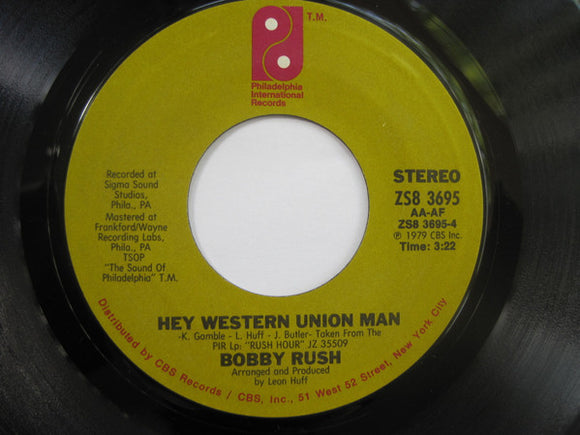 T.M.
Philadelphia
International
Records
Recorded at
Sigma Sound
Studios,
Phila., PA
Mastered at
Frankford/Wayne
Recording Labs,
Phila., PA
TSOP
"The Sound Of
Philadelphia" T.M.
STEREO
ZS8 3695
AA-AF
ZS8 3695-4
℗ 1979 CBS Inc.
Time: 3:22
HEY WESTERN UNION MAN
-K. Gamble - L. Huff - J. Butler- Taken From The
PIR Lp: "RUSH HOUR" JZ 35509
BOBBY RUSH
Arranged and Produced
by Leon Huff
Distributed by CBS Records / CBS, Inc., 51 West 52 Street, New York City